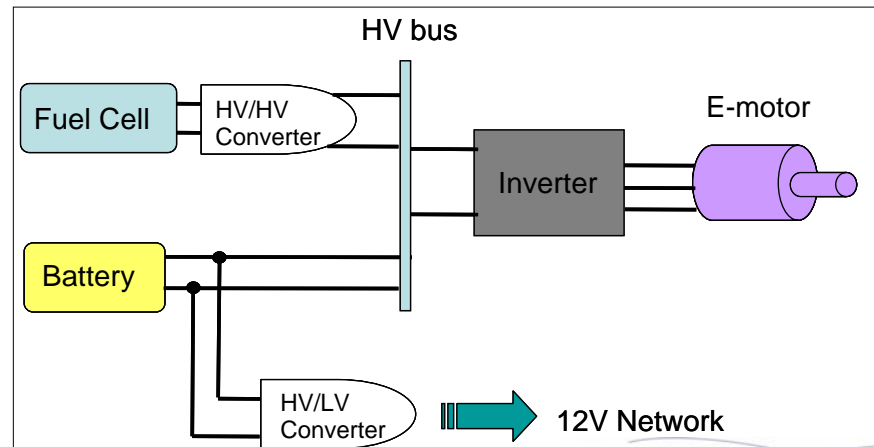 HV bus
Fuel Cell
HV/HV
Converter
E-motor
Inverter
Battery
HV/LV
Converter
12V Network